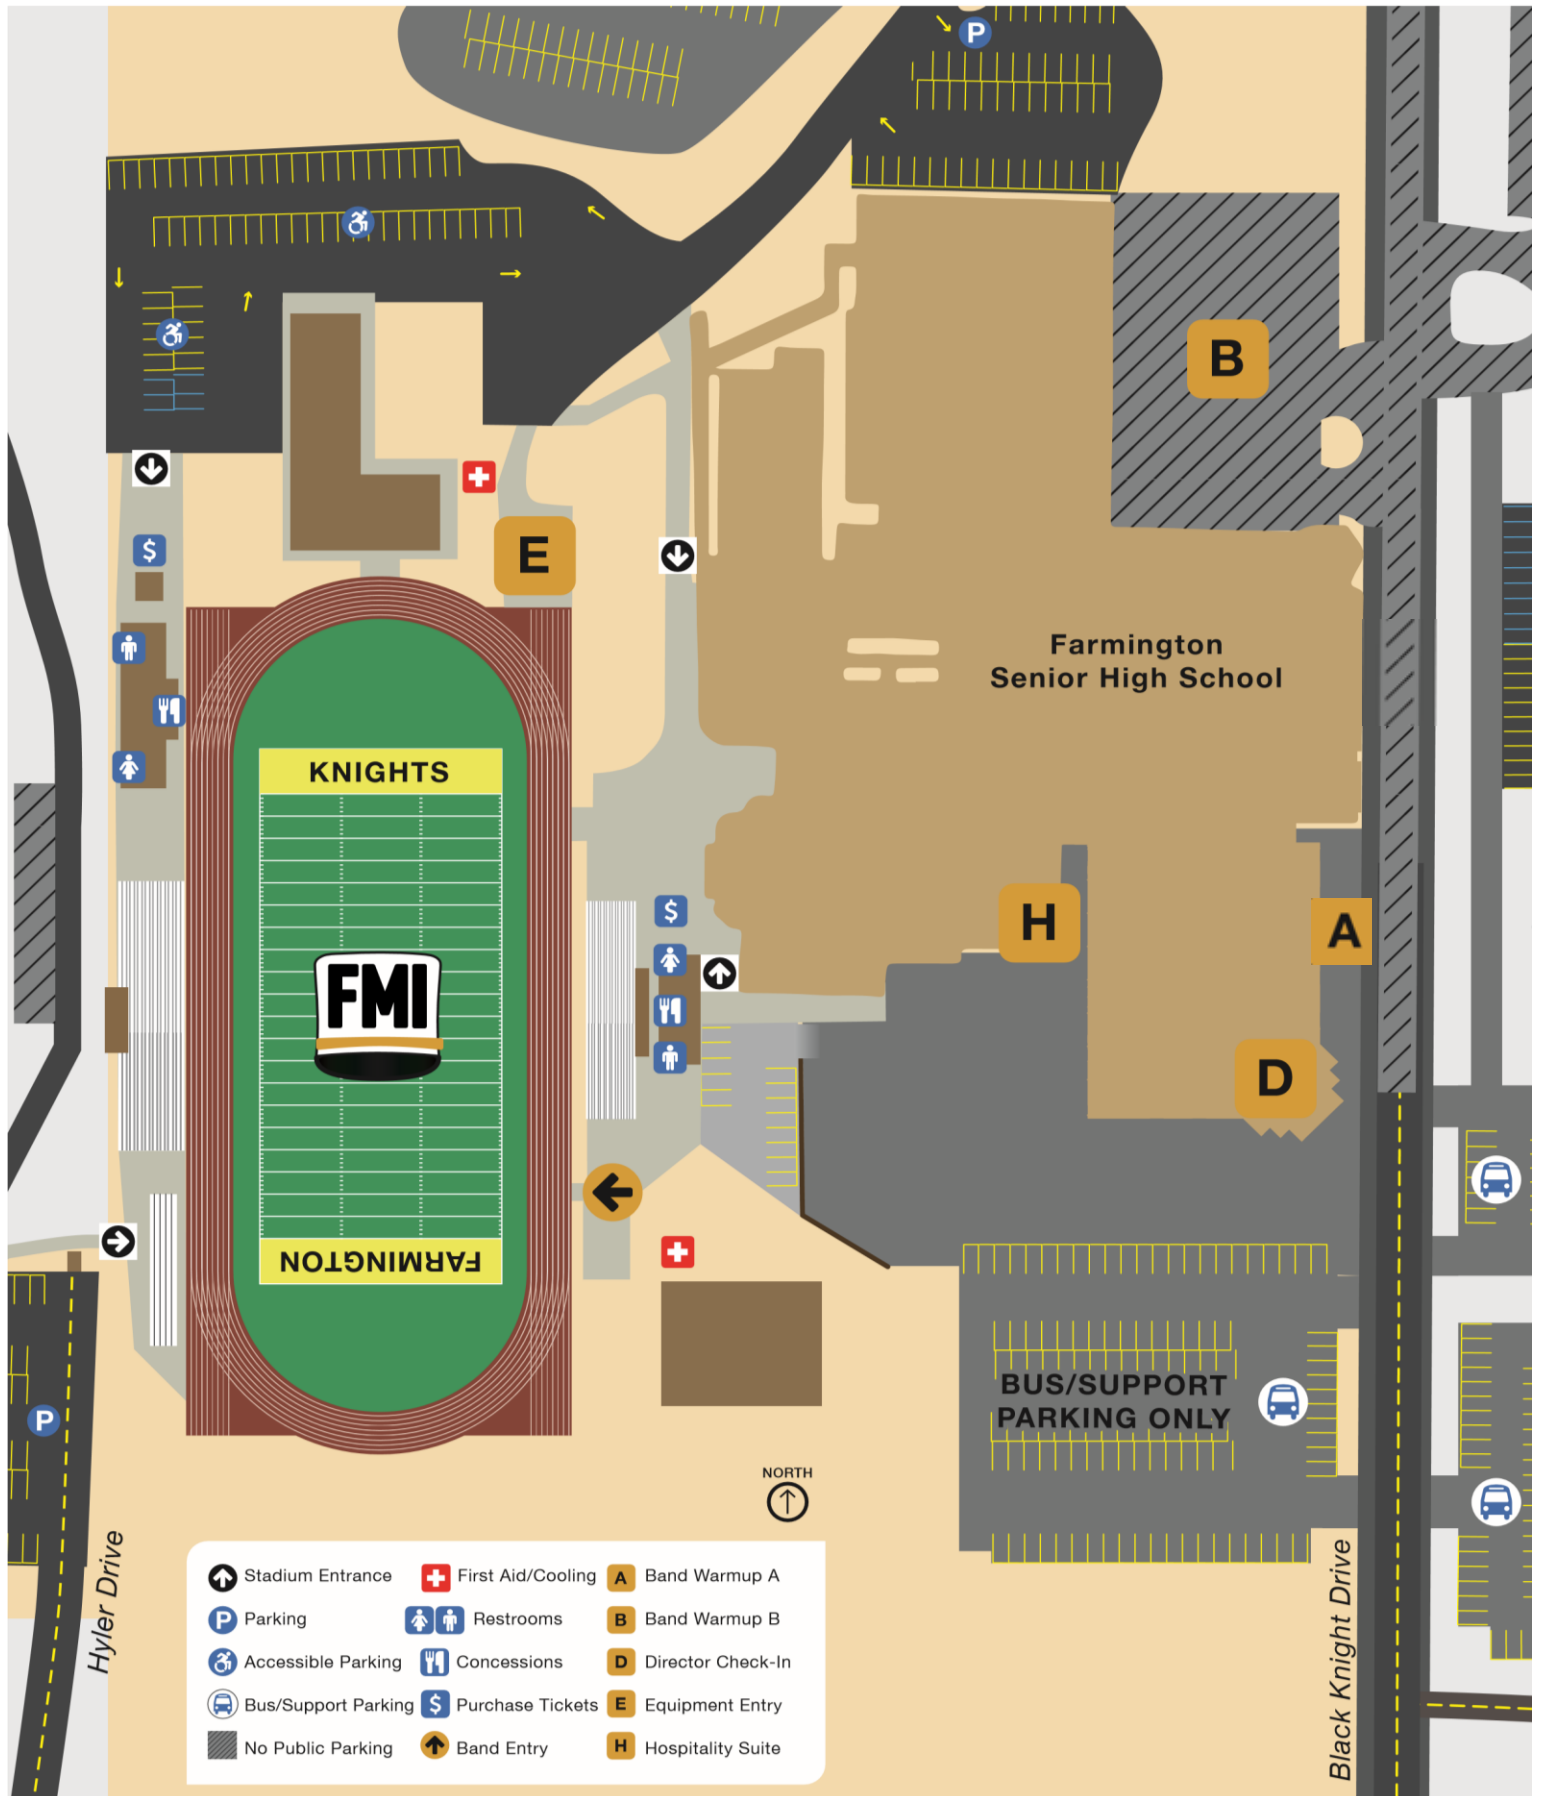 P
B
E
$
Farmington
Senior High School
KNIGHTS
$
H
A
FMI
D
FARMINGTON
BUS/SUPPORT
PARKING ONLY
P
NORTH
Hyler Drive
Black Knight Drive
Stadium Entrance
P Parking
Accessible Parking
Bus/Support Parking
No Public Parking
First Aid/Cooling
Restrooms
Concessions
$ Purchase Tickets
Band Entry
A Band Warmup A
B Band Warmup B
D Director Check-In
E Equipment Entry
H Hospitality Suite